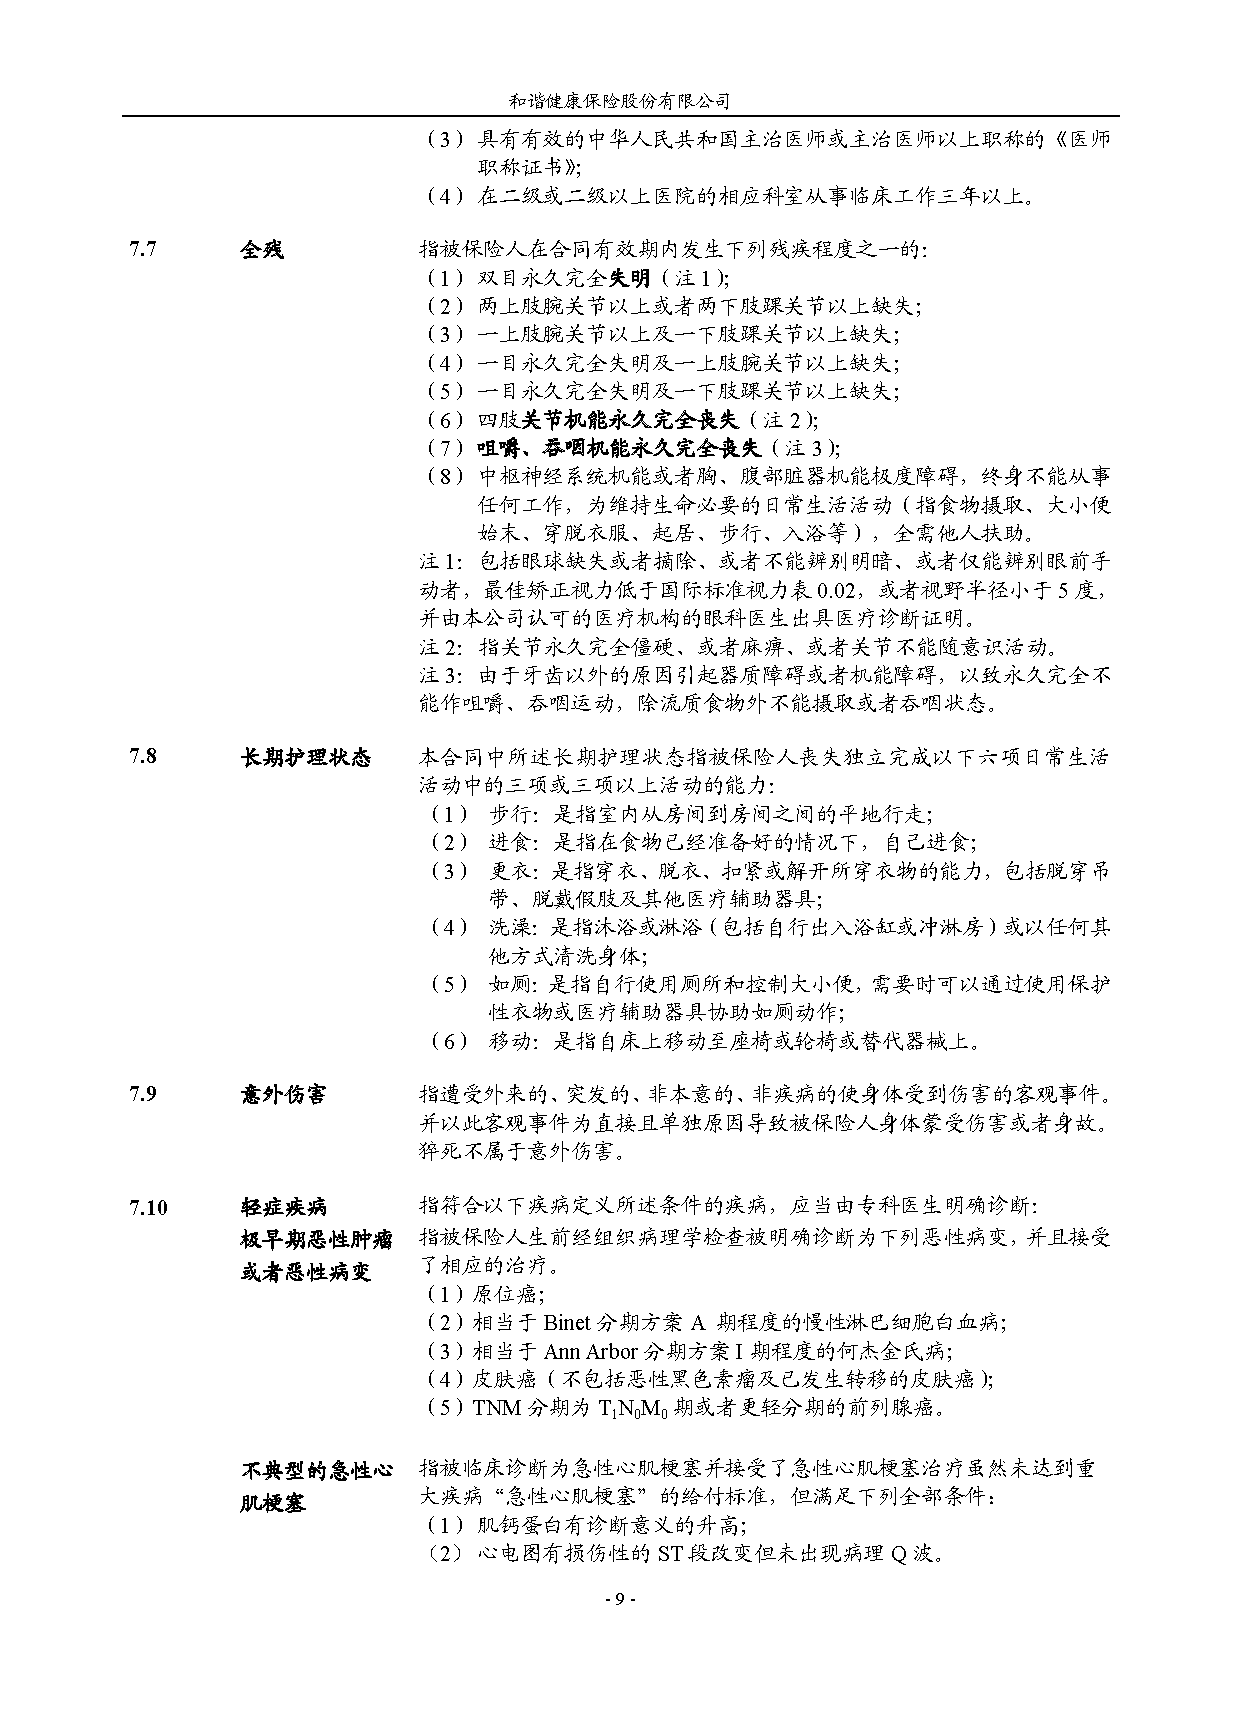 和谐健康保险股份有限公司
（3）具有有效的中华人民共和国主治医师或主治医师以上职称的《医师
职称证书》；
（4）在二级或二级以上医院的相应科室从事临床工作三年以上。
7.7 全残 指被保险人在合同有效期内发生下列残疾程度之一的：
（1）双目永久完全失明（注 1）；
（2）两上肢腕关节以上或者两下肢踝关节以上缺失；
（3）一上肢腕关节以上及一下肢踝关节以上缺失；
（4）一目永久完全失明及一上肢腕关节以上缺失；
（5）一目永久完全失明及一下肢踝关节以上缺失；
（6）四肢关节机能永久完全丧失（注 2）；
（7）咀嚼、吞咽机能永久完全丧失（注 3）；
（8）中枢神经系统机能或者胸、腹部脏器机能极度障碍，终身不能从事
任何工作，为维持生命必要的日常生活活动（指食物摄取、大小便
始末、穿脱衣服、起居、步行、入浴等），全需他人扶助。
注 1：包括眼球缺失或者摘除、或者不能辨别明暗、或者仅能辨别眼前手
动者，最佳矫正视力低于国际标准视力表 0.02，或者视野半径小于 5 度，
并由本公司认可的医疗机构的眼科医生出具医疗诊断证明。
注 2：指关节永久完全僵硬、或者麻痹、或者关节不能随意识活动。
注 3：由于牙齿以外的原因引起器质障碍或者机能障碍，以致永久完全不
能作咀嚼、吞咽运动，除流质食物外不能摄取或者吞咽状态。
7.8 长期护理状态 本合同中所述长期护理状态指被保险人丧失独立完成以下六项日常生活
活动中的三项或三项以上活动的能力：
（1） 步行：是指室内从房间到房间之间的平地行走；
（2） 进食：是指在食物已经准备好的情况下，自己进食；
（3） 更衣：是指穿衣、脱衣、扣紧或解开所穿衣物的能力，包括脱穿吊
带、脱戴假肢及其他医疗辅助器具；
（4） 洗澡：是指沐浴或淋浴（包括自行出入浴缸或冲淋房）或以任何其
他方式清洗身体；
（5） 如厕：是指自行使用厕所和控制大小便，需要时可以通过使用保护
性衣物或医疗辅助器具协助如厕动作；
（6） 移动：是指自床上移动至座椅或轮椅或替代器械上。
7.9 意外伤害 指遭受外来的、突发的、非本意的、非疾病的使身体受到伤害的客观事件。
并以此客观事件为直接且单独原因导致被保险人身体蒙受伤害或者身故。
猝死不属于意外伤害。
7.10 轻症疾病 指符合以下疾病定义所述条件的疾病，应当由专科医生明确诊断：
极早期恶性肿瘤 指被保险人生前经组织病理学检查被明确诊断为下列恶性病变，并且接受
或者恶性病变 了相应的治疗。
（1）原位癌；
（2）相当于 Binet 分期方案 A 期程度的慢性淋巴细胞白血病；
（3）相当于 Ann Arbor 分期方案 I 期程度的何杰金氏病；
（4）皮肤癌（不包括恶性黑色素瘤及已发生转移的皮肤癌）；
（5）TNM 分期为 T₁N₀M₀ 期或者更轻分期的前列腺癌。
不典型的急性心 指被临床诊断为急性心肌梗塞并接受了急性心肌梗塞治疗虽然未达到重
肌梗塞 大疾病“急性心肌梗塞”的给付标准，但满足下列全部条件：
（1）肌钙蛋白有诊断意义的升高；
（2） 心电图有损伤性的 ST 段改变但未出现病理 Q 波。
- 9 -